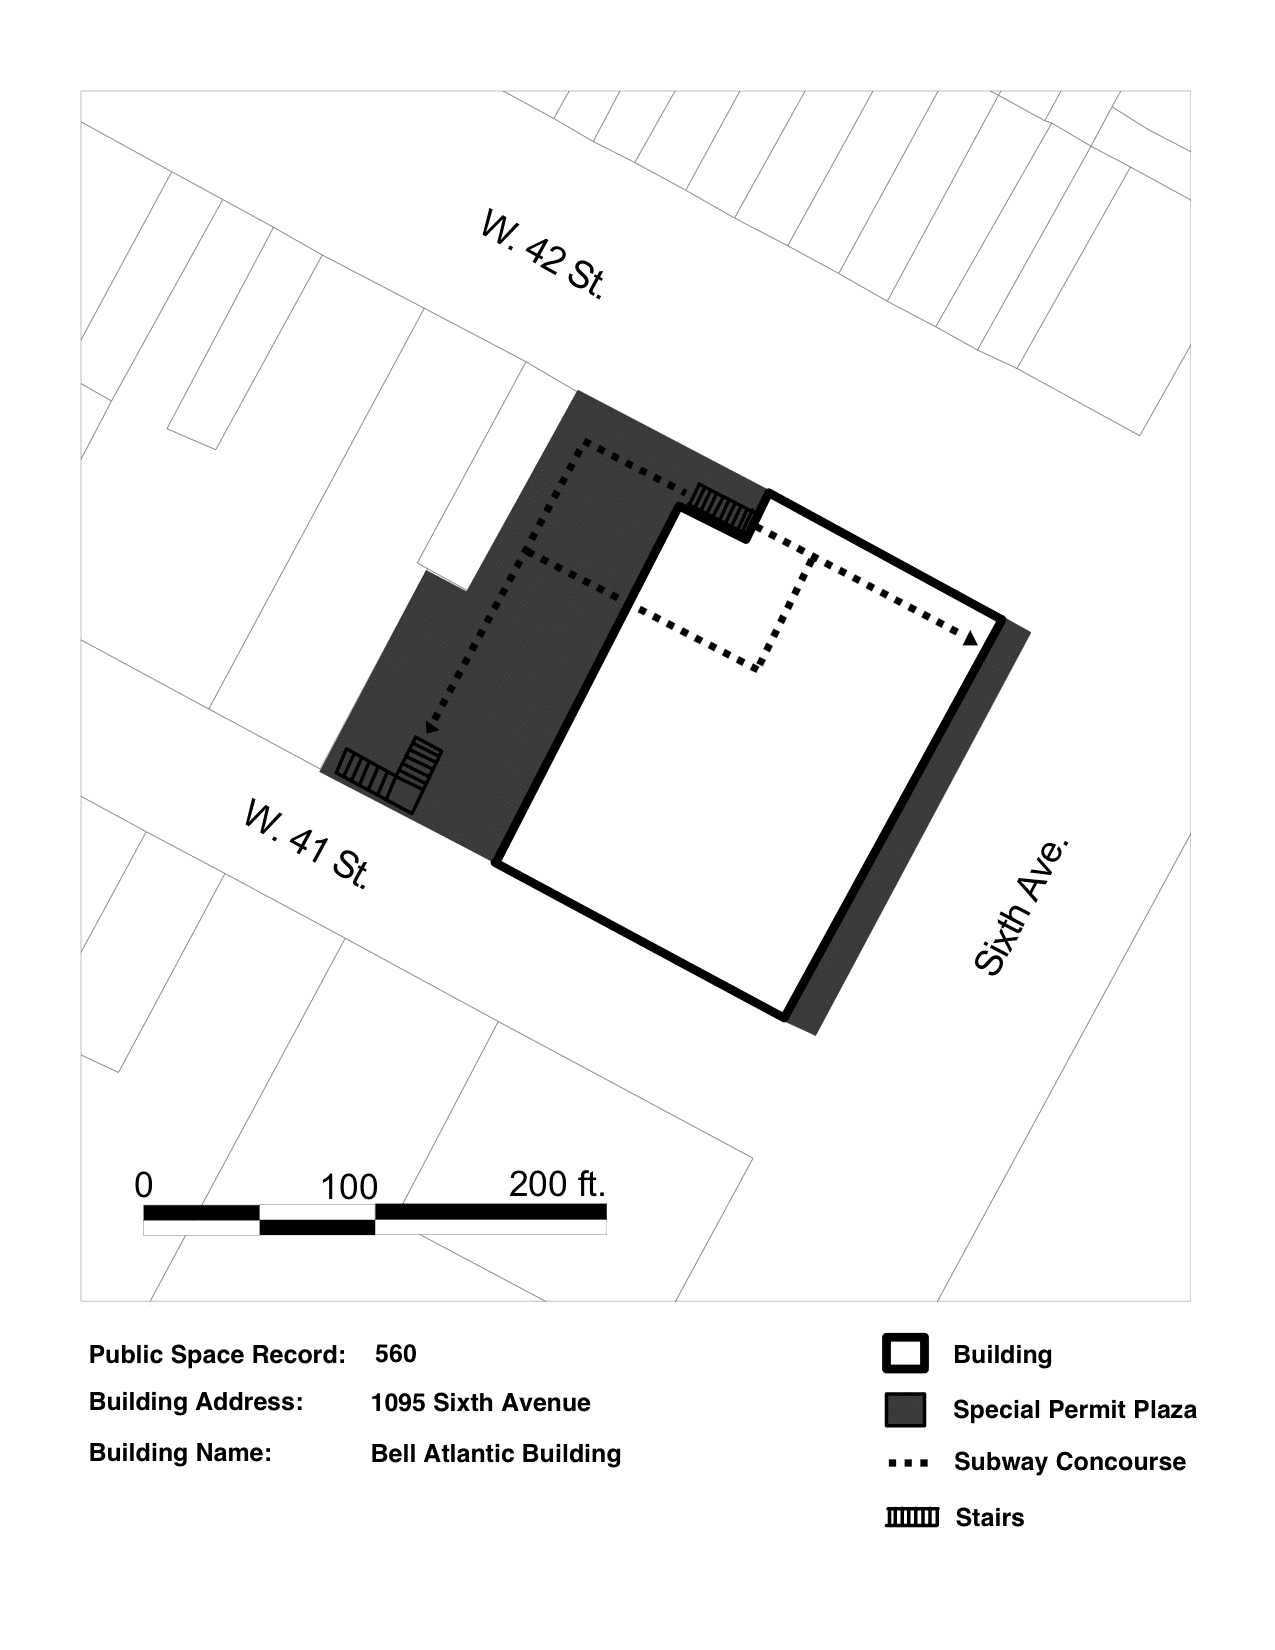 W. 42 St.
W. 41 St.
Sixth Ave.
0 100 200 ft.
Public Space Record: 560
Building Address: 1095 Sixth Avenue
Building Name: Bell Atlantic Building
Building
Special Permit Plaza
Subway Concourse
Stairs